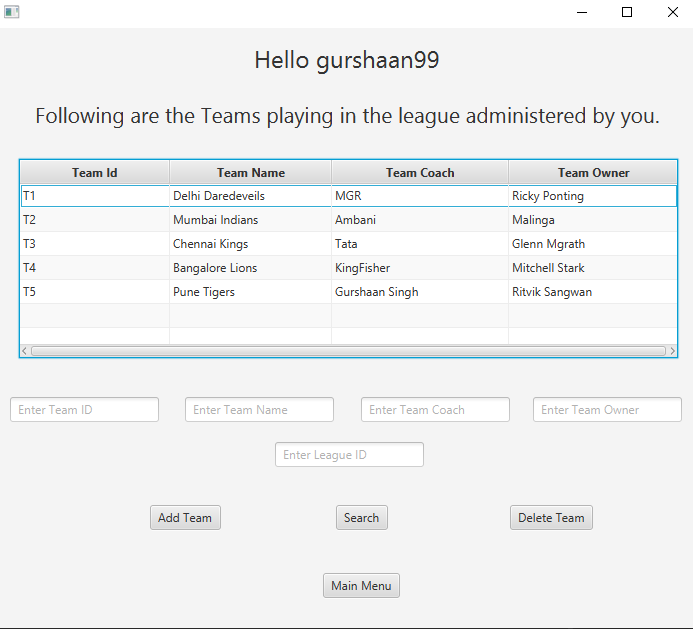 Hello gurshaan99
Following are the Teams playing in the league administered by you.
Team Id Team Name Team Coach Team Owner
T1 Delhi Daredeveils MGR Ricky Ponting
T2 Mumbai Indians Ambani Malinga
T3 Chennai Kings Tata Glenn Mgrath
T4 Bangalore Lions KingFisher Mitchell Stark
T5 Pune Tigers Gurshaan Singh Ritvik Sangwan
Enter Team ID Enter Team Name Enter Team Coach Enter Team Owner
Enter League ID
Add Team Search Delete Team
Main Menu